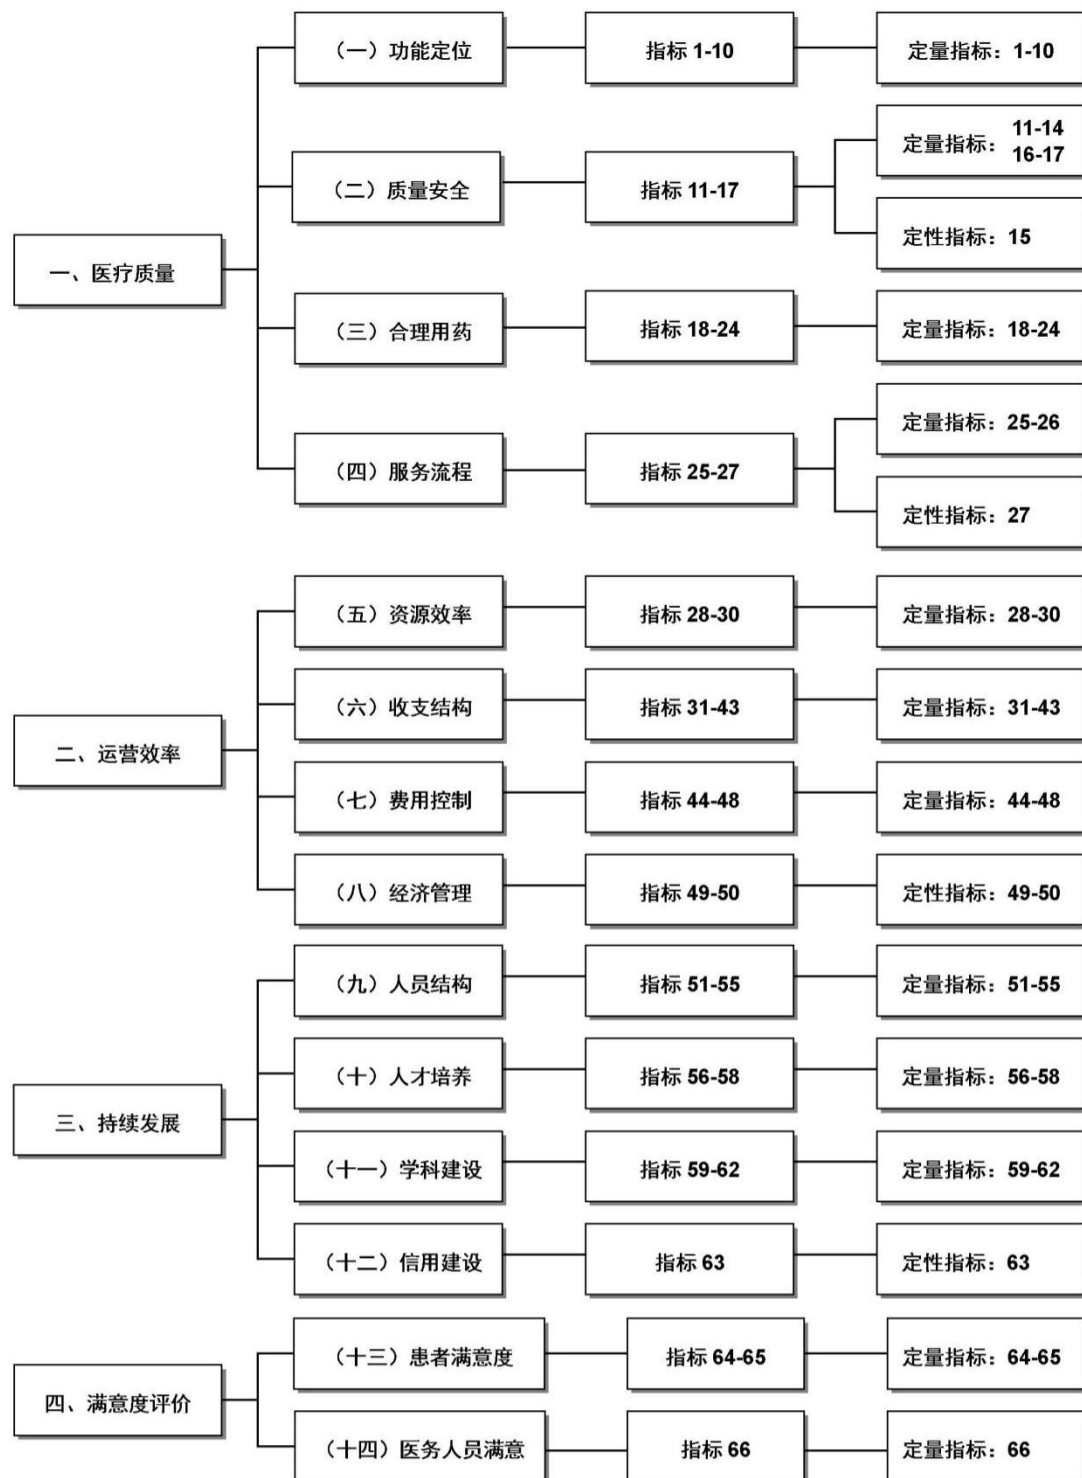 一、医疗质量
（一）功能定位
指标 1-10
定量指标：1-10
（二）质量安全
指标 11-17
定量指标：11-14
16-17
定性指标：15
（三）合理用药
指标 18-24
定量指标：18-24
（四）服务流程
指标 25-27
定量指标：25-26
定性指标：27
二、运营效率
（五）资源效率
指标 28-30
定量指标：28-30
（六）收支结构
指标 31-43
定量指标：31-43
（七）费用控制
指标 44-48
定量指标：44-48
（八）经济管理
指标 49-50
定性指标：49-50
三、持续发展
（九）人员结构
指标 51-55
定量指标：51-55
（十）人才培养
指标 56-58
定量指标：56-58
（十一）学科建设
指标 59-62
定量指标：59-62
（十二）信用建设
指标 63
定性指标：63
四、满意度评价
（十三）患者满意度
指标 64-65
定量指标：64-65
（十四）医务人员满意
指标 66
定量指标：66